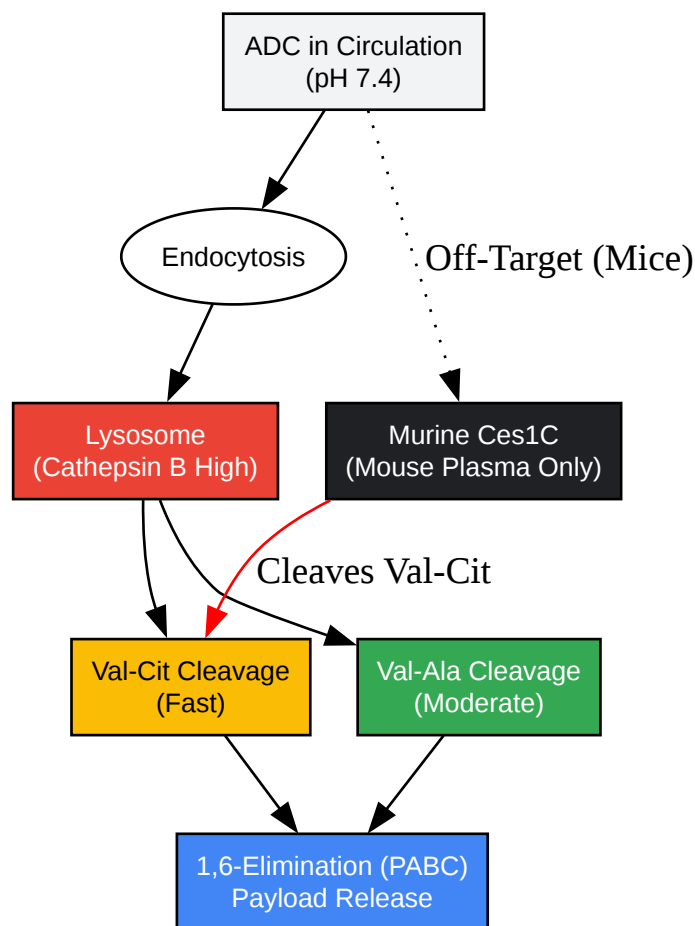 ADC in Circulation
(pH 7.4)
Endocytosis
Off-Target (Mice)
Lysosome
(Cathepsin B High)
Murine Ces1C
(Mouse Plasma Only)
Cleaves Val-Cit
Val-Cit Cleavage
(Fast)
Val-Ala Cleavage
(Moderate)
1,6-Elimination (PABC)
Payload Release